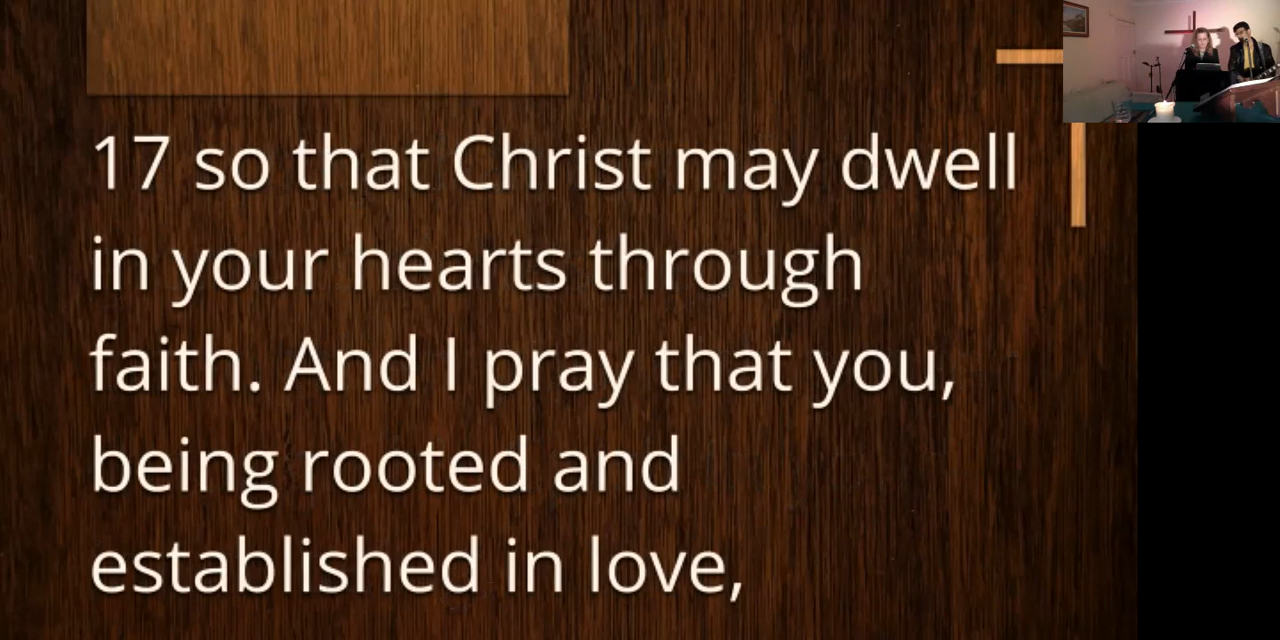 17 so that Christ may dwell
in your hearts through
faith. And I pray that you,
being rooted and
established in love,